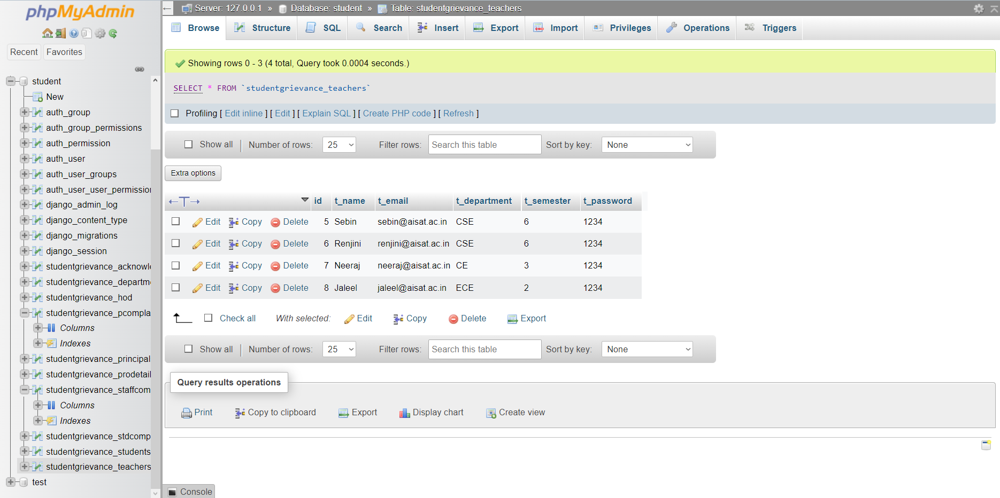 phpMyAdmin
Recent Favorites
student
New
auth_group
auth_group_permissions
auth_permission
auth_user
auth_user_groups
auth_user_user_permission
django_admin_log
django_content_type
django_migrations
django_session
studentgrievance_acknowle
studentgrievance_departme
studentgrievance_hod
studentgrievance_pcompla
Columns
Indexes
studentgrievance_principal
studentgrievance_prodetail
studentgrievance_staffcom
Columns
Indexes
studentgrievance_stdcomp
studentgrievance_students
studentgrievance_teachers
test
Server: 127.0.0.1 » Database: student » Table: studentgrievance_teachers
Browse Structure SQL Search Insert Export Import Privileges Operations Triggers
Showing rows 0 - 3 (4 total, Query took 0.0004 seconds.)
SELECT * FROM `studentgrievance_teachers`
Profiling [ Edit inline ] [ Edit ] [ Explain SQL ] [ Create PHP code ] [ Refresh ]
Show all | Number of rows: 25 Filter rows: Search this table Sort by key: None
Extra options
←T→ id t_name t_email t_department t_semester t_password
Edit Copy Delete 5 Sebin sebin@aisat.ac.in CSE 6 1234
Edit Copy Delete 6 Renjini renjini@aisat.ac.in CSE 6 1234
Edit Copy Delete 7 Neeraj neeraj@aisat.ac.in CE 3 1234
Edit Copy Delete 8 Jaleel jaleel@aisat.ac.in ECE 2 1234
Check all With selected: Edit Copy Delete Export
Show all | Number of rows: 25 Filter rows: Search this table Sort by key: None
Query results operations
Print Copy to clipboard Export Display chart Create view
Console